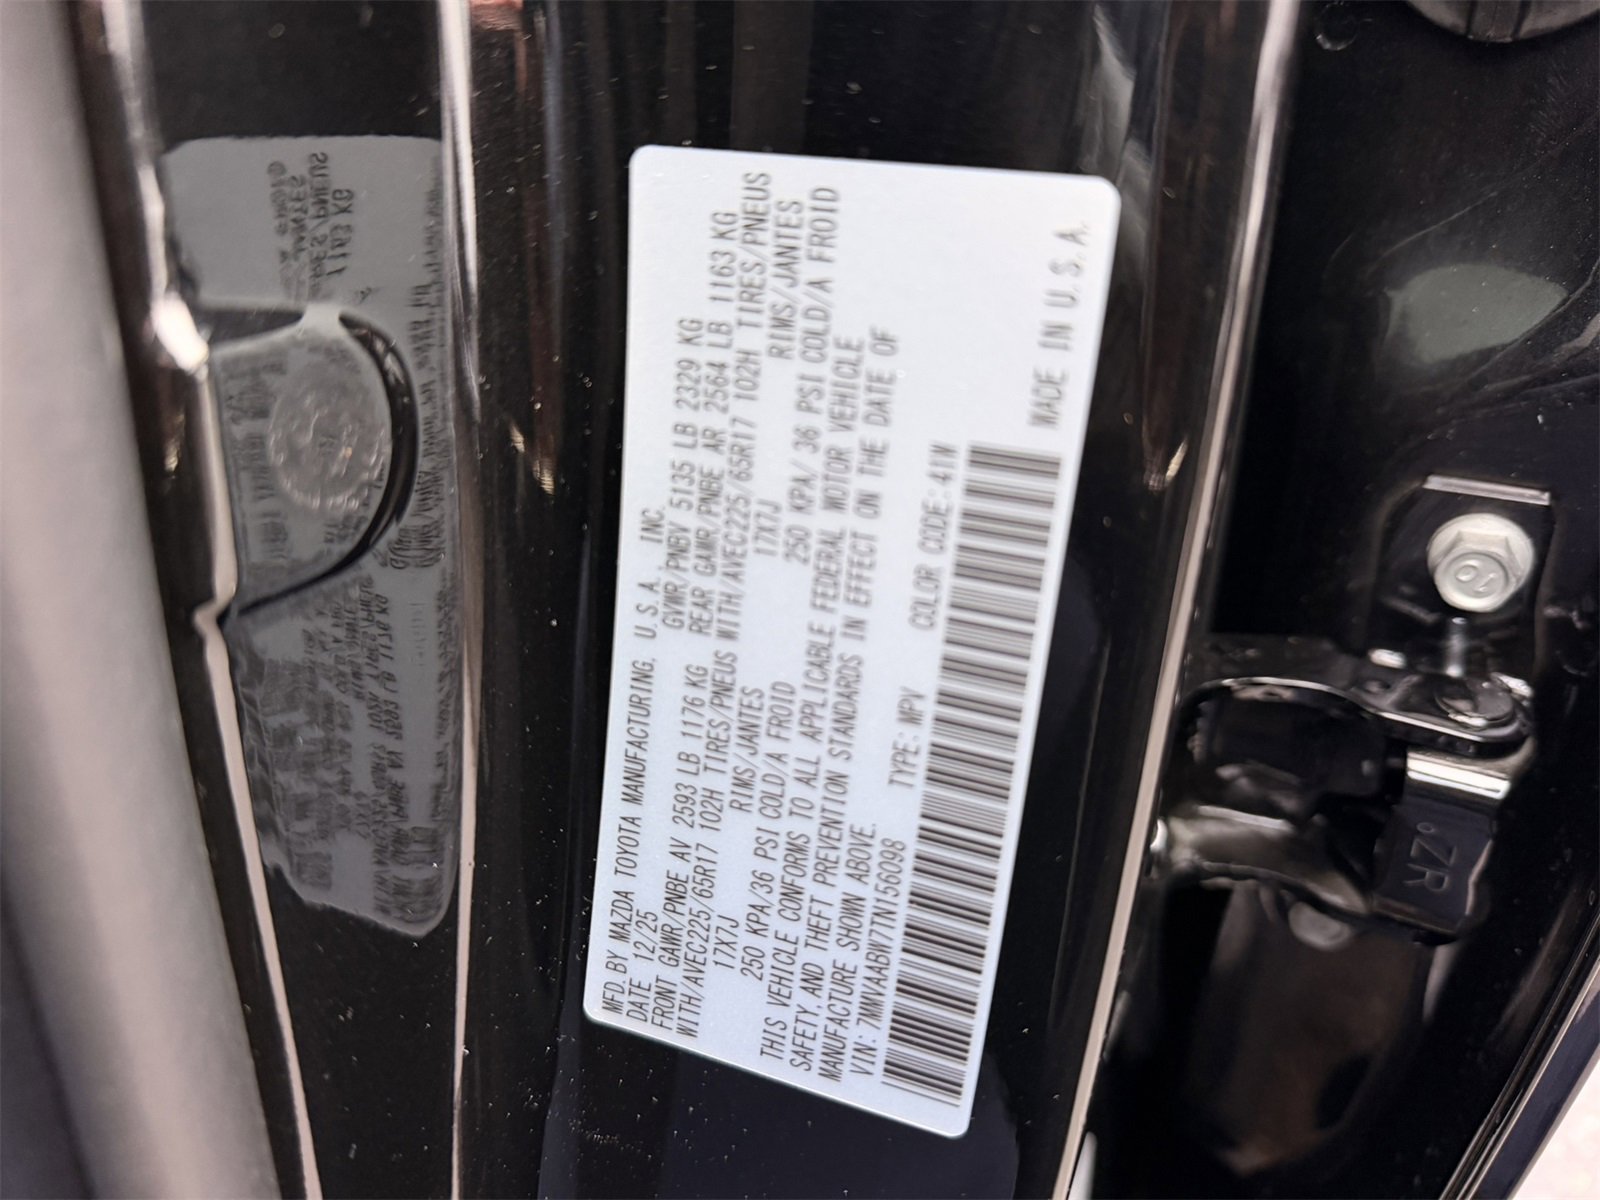 MFD.BY MAZDA TOYOTA MANUFACTURING, U.S.A., INC.
DATE 12/25 GVWR/PNBV 5135 LB 2329 KG
FRONT GAWR/PNBE AV 2593 LB 1176 KG REAR GAWR/PNBE AR 2564 LB 1163 KG
WITH/AVEC225/65R17 102H TIRES/PNEUS WITH/AVEC225/65R17 102H TIRES/PNEUS
17X7J RIMS/JANTES 17X7J RIMS/JANTES
250 KPA/36 PSI COLD/A FROID 250 KPA/ 36 PSI COLD/A FROID
THIS VEHICLE CONFORMS TO ALL APPLICABLE FEDERAL MOTOR VEHICLE
SAFETY, AND THEFT PREVENTION STANDARDS IN EFFECT ON THE DATE OF
MANUFACTURE SHOWN ABOVE.
VIN: 7MMVAABW77N156098 TYPE: MPV COLOR CODE: 41W
MADE IN U.S.A.
10
ZR